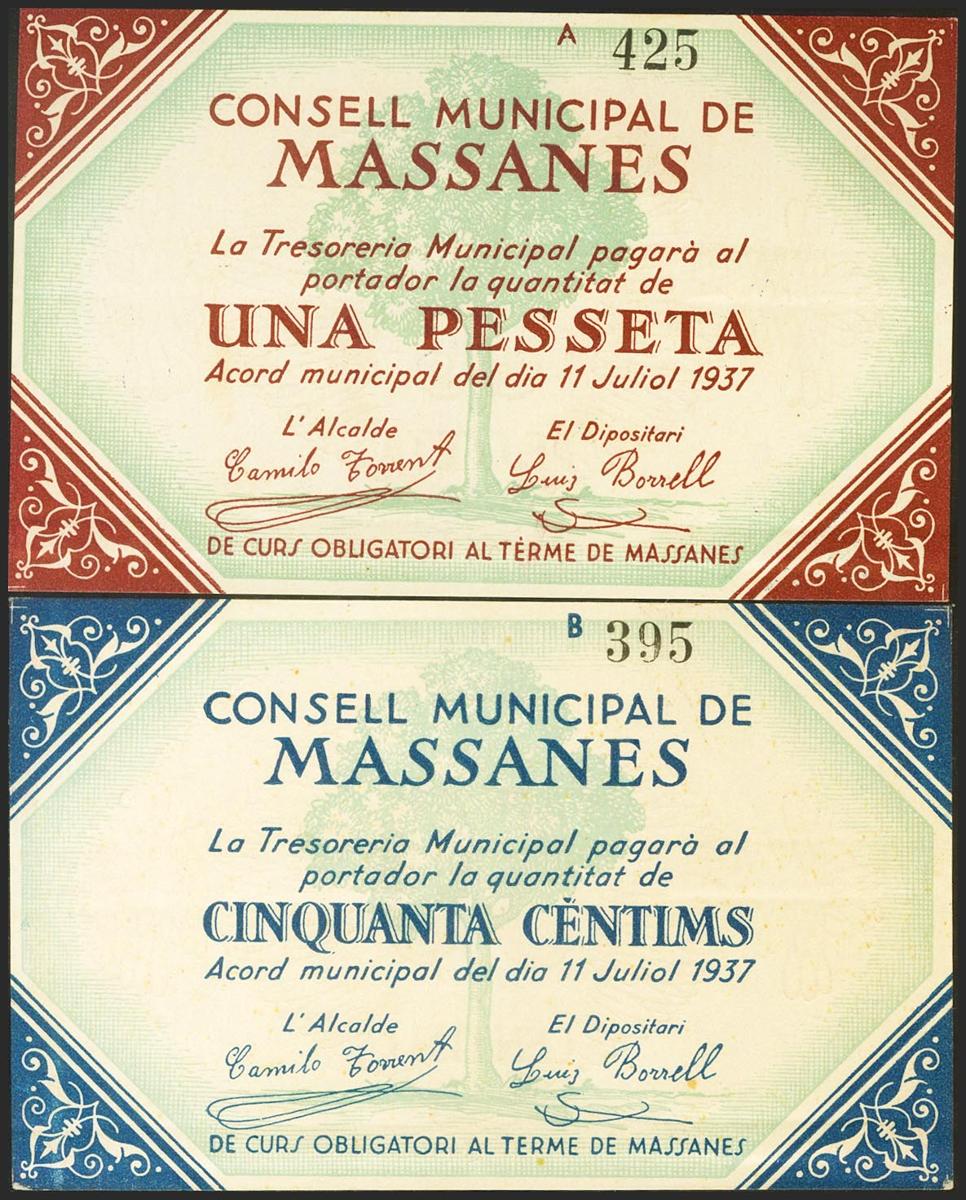 A 425
CONSELL MUNICIPAL DE
MASSANES
La Tresoreria Municipal pagarà al
portador la quantitat de
UNA PESSETA
Acord municipal del dia 11 Juliol 1937
L'Alcalde El Dipositari
Camilo Torrent Luis Borrell
DE CURS OBLIGATORI AL TÈRME DE MASSANES
B 395
CONSELL MUNICIPAL DE
MASSANES
La Tresoreria Municipal pagarà al
portador la quantitat de
CINQUANTA CÈNTIMS
Acord municipal del dia 11 Juliol 1937
L'Alcalde El Dipositari
Camilo Torrent Luis Borrell
DE CURS OBLIGATORI AL TERME DE MASSANES